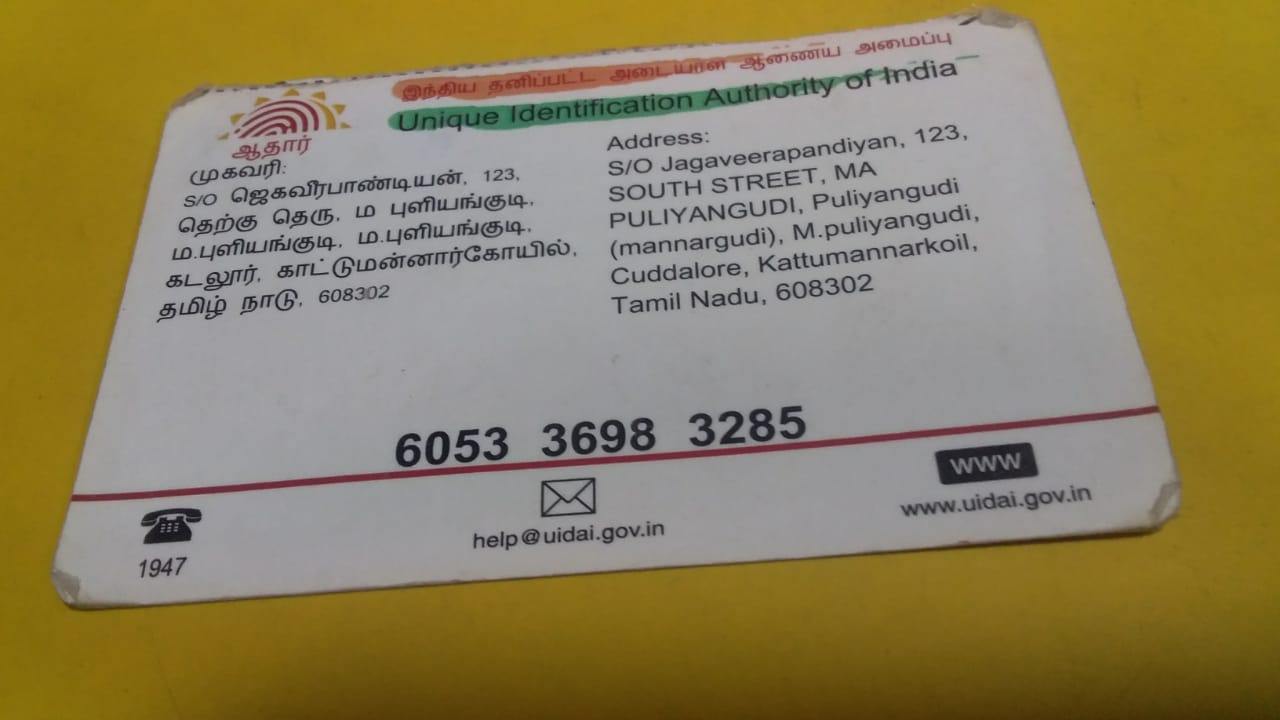 இந்திய தனிப்பட்ட அடையாள ஆணைய அமைப்பு
Unique Identification Authority of India
ஆதார்
முகவரி:
S/O ஜெகவீரபாண்டியன், 123,
தெற்கு தெரு, ம புளியங்குடி,
ம.புளியங்குடி, ம.புளியங்குடி,
கடலூர், காட்டுமன்னார்கோயில்,
தமிழ் நாடு, 608302
Address:
S/O Jagaveerapandiyan, 123,
SOUTH STREET, MA
PULIYANGUDI, Puliyangudi
(mannargudi), M.puliyangudi,
Cuddalore, Kattumannarkoil,
Tamil Nadu, 608302
6053 3698 3285
1947
help@uidai.gov.in
www
www.uidai.gov.in